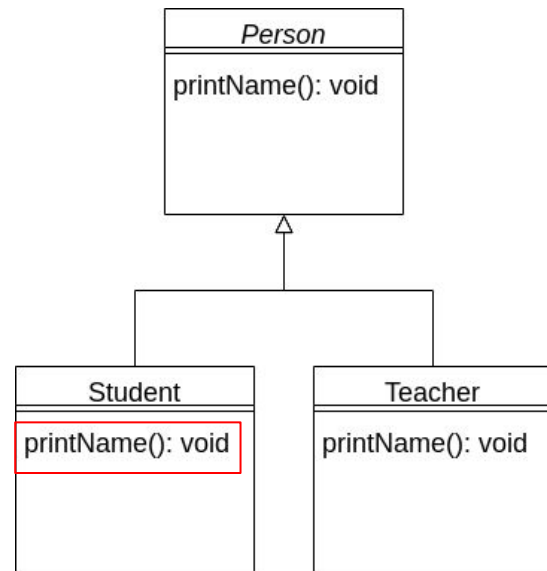 Person
printName(): void
Student
printName(): void
Teacher
printName(): void